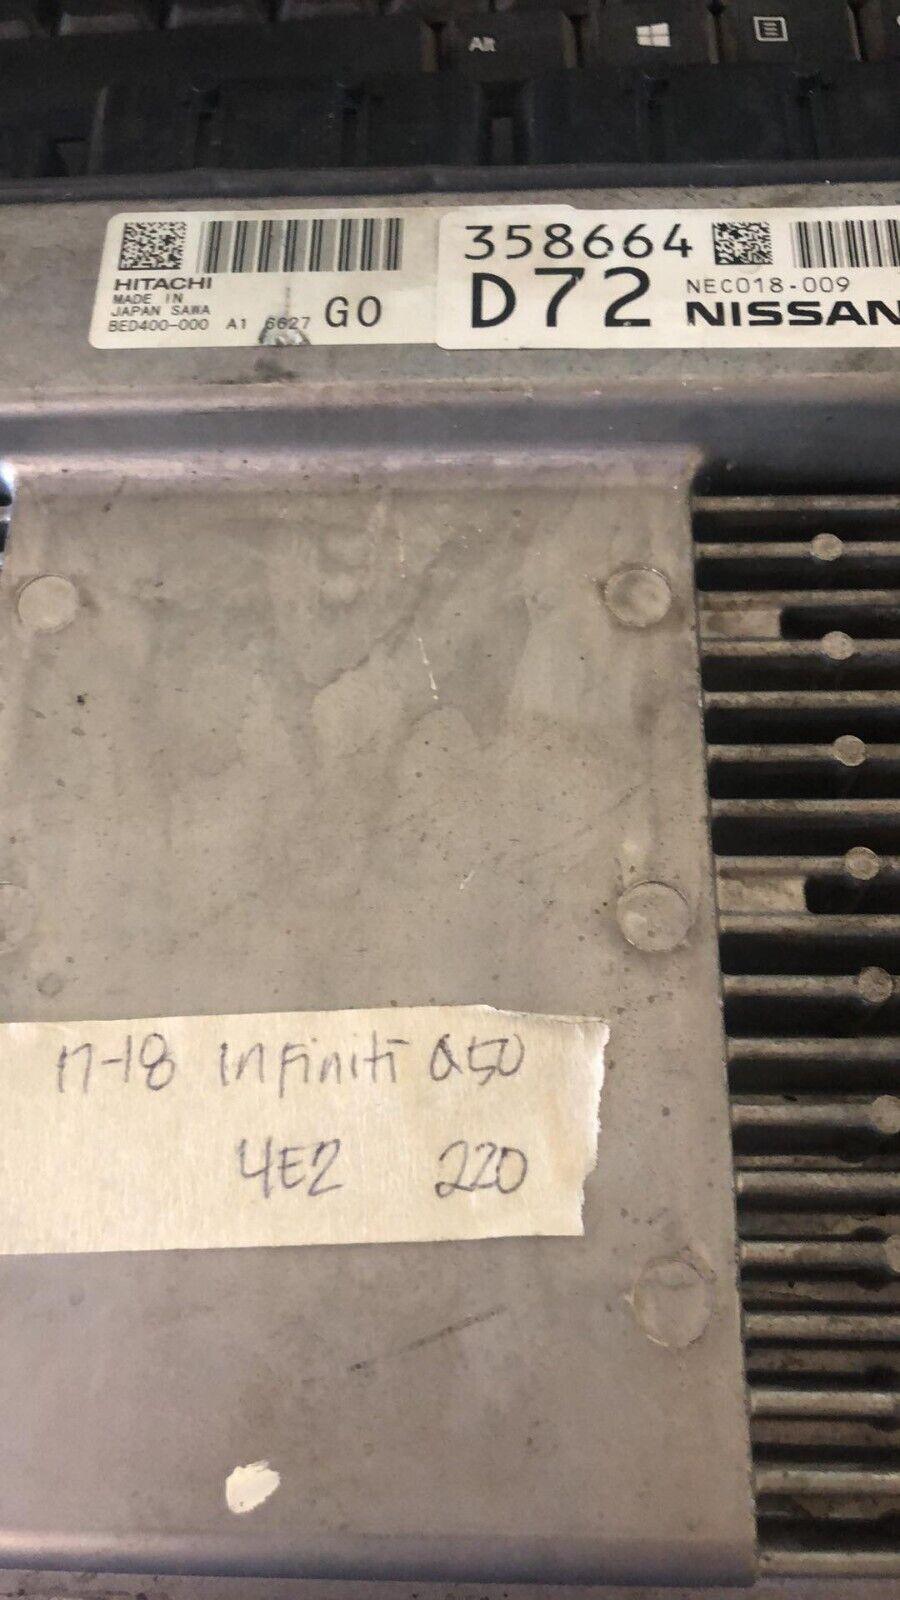 Alt
HITACHI
MADE IN
JAPAN SAWA
BED400-000 A1 6627 G0
358664
D72
NEC018-009
NISSAN
17-18 Infiniti Q50
4E2 220